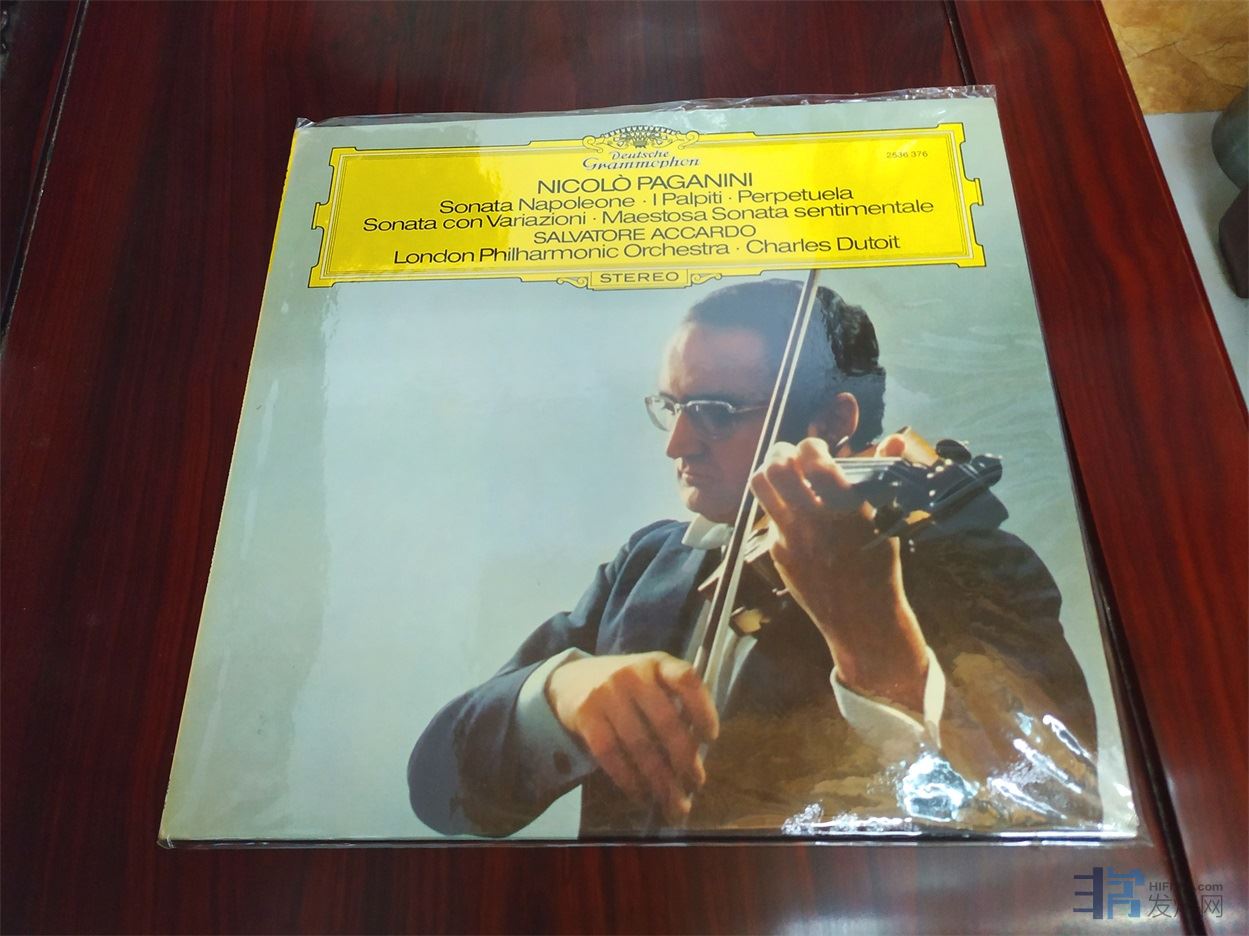 Deutsche
Grammophon
2536 376
NICOLÒ PAGANINI
Sonata Napoleone · I Palpiti · Perpetuela
Sonata con Variazioni · Maestosa Sonata sentimentale
SALVATORE ACCARDO
London Philharmonic Orchestra · Charles Dutoit
STEREO
.com
发烧网